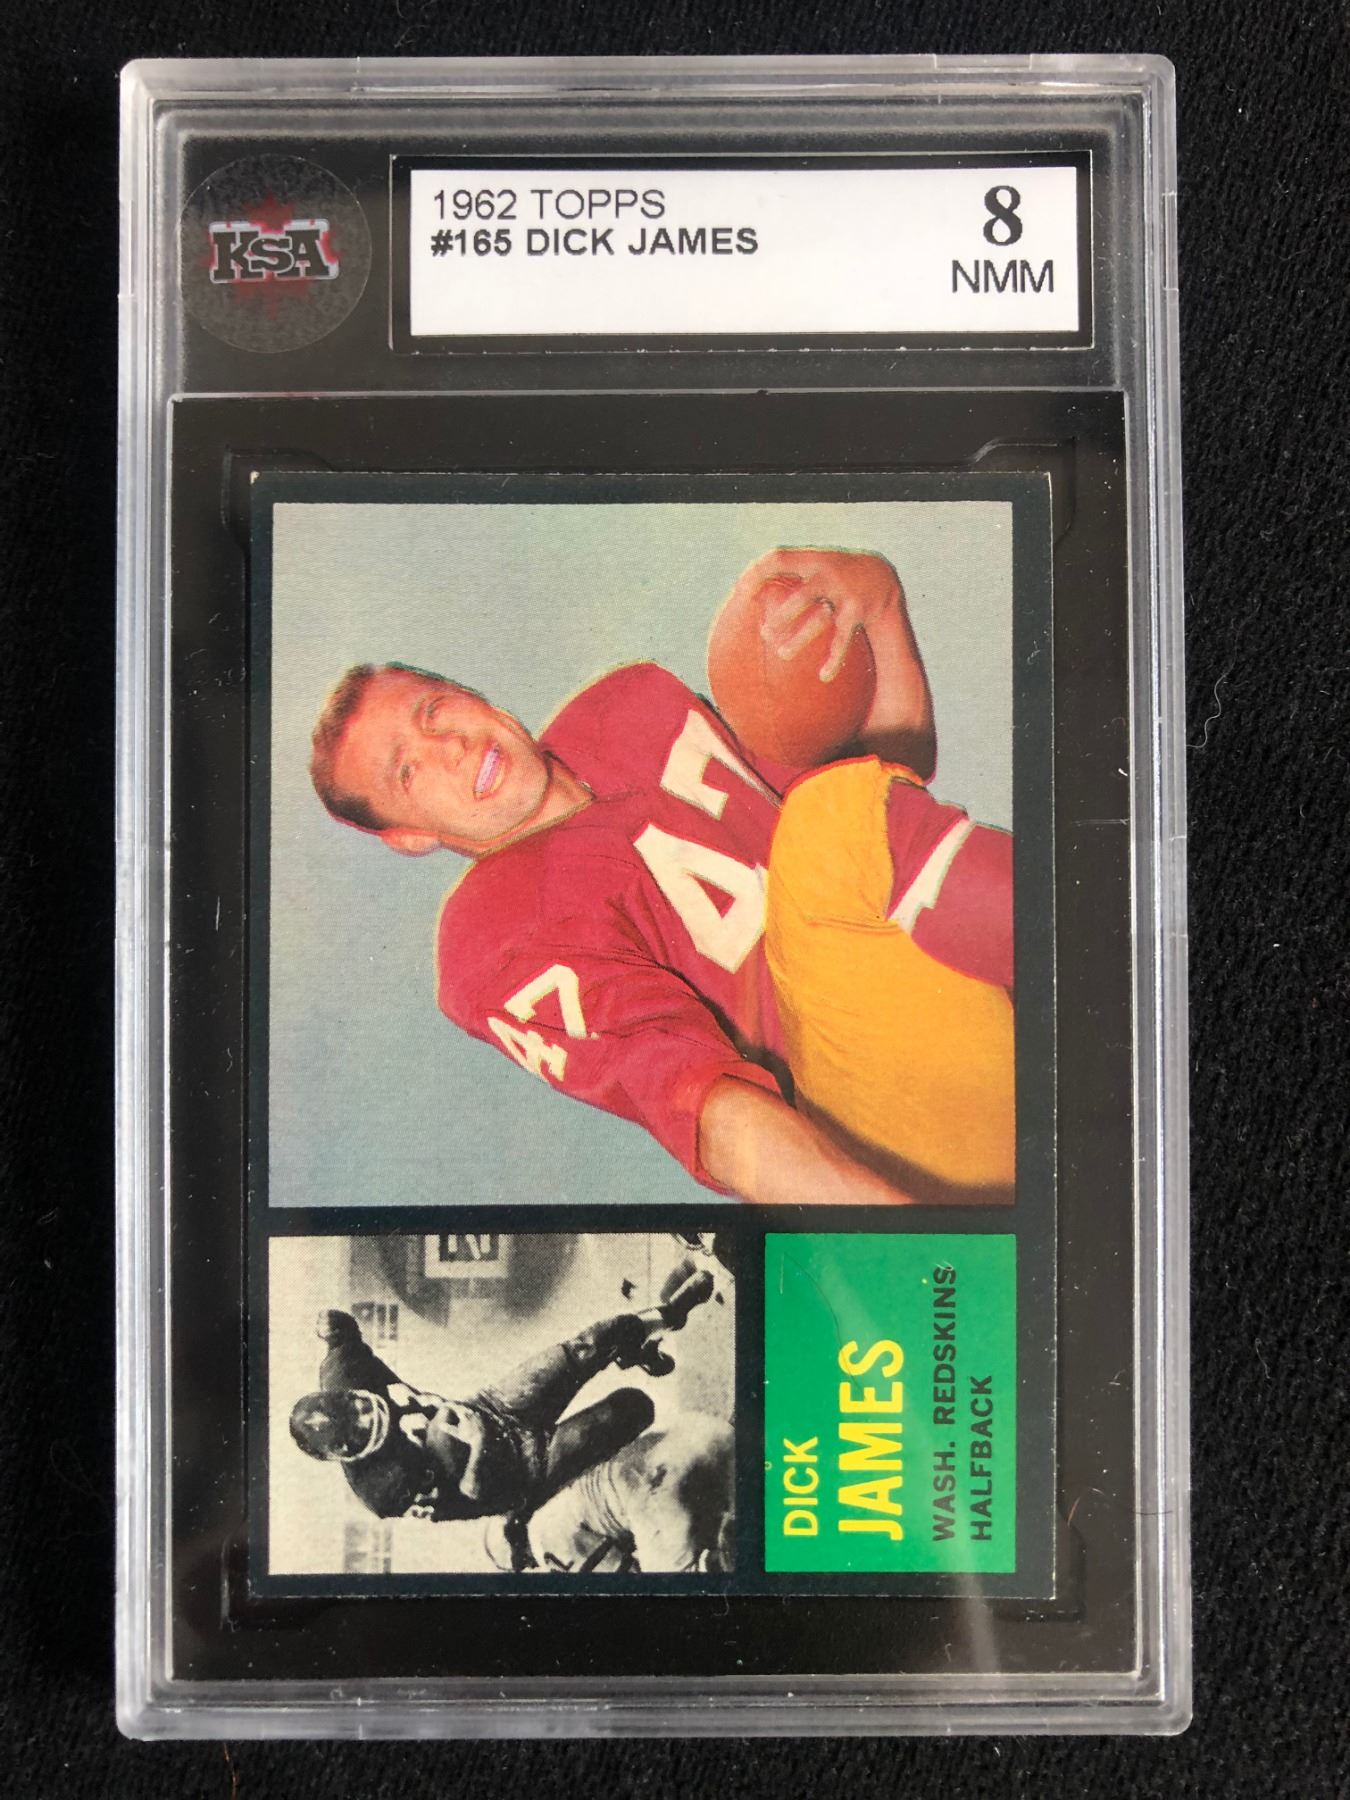 KSA
1962 TOPPS
#165 DICK JAMES
8
NMM
47
47
DICK
JAMES
WASH. REDSKINS
HALFBACK